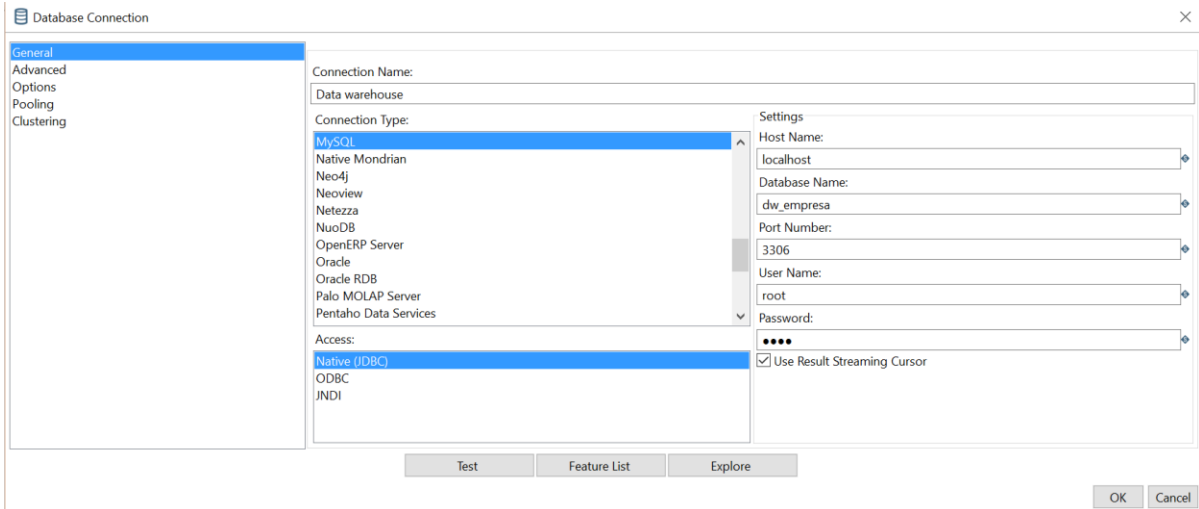 Database Connection
General
Advanced
Options
Pooling
Clustering
Connection Name:
Data warehouse
Connection Type:
MySQL
Native Mondrian
Neo4j
Neoview
Netezza
NuoDB
OpenERP Server
Oracle
Oracle RDB
Palo MOLAP Server
Pentaho Data Services
Access:
Native (JDBC)
ODBC
JNDI
Settings
Host Name:
localhost
Database Name:
dw_empresa
Port Number:
3306
User Name:
root
Password:
●●●●
Use Result Streaming Cursor
Test Feature List Explore
OK Cancel